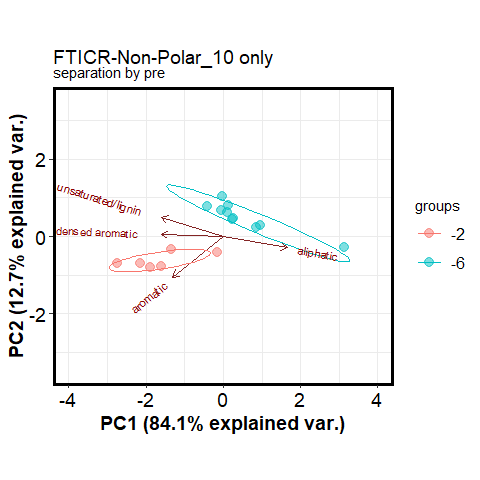 FTICR-Non-Polar_10 only
separation by pre
PC2 (12.7% explained var.)
2
0
-2
unsaturated/lignin
densed aromatic
aromatic
aliphatic
-4
-2
0
2
4
PC1 (84.1% explained var.)
groups
-2
-6